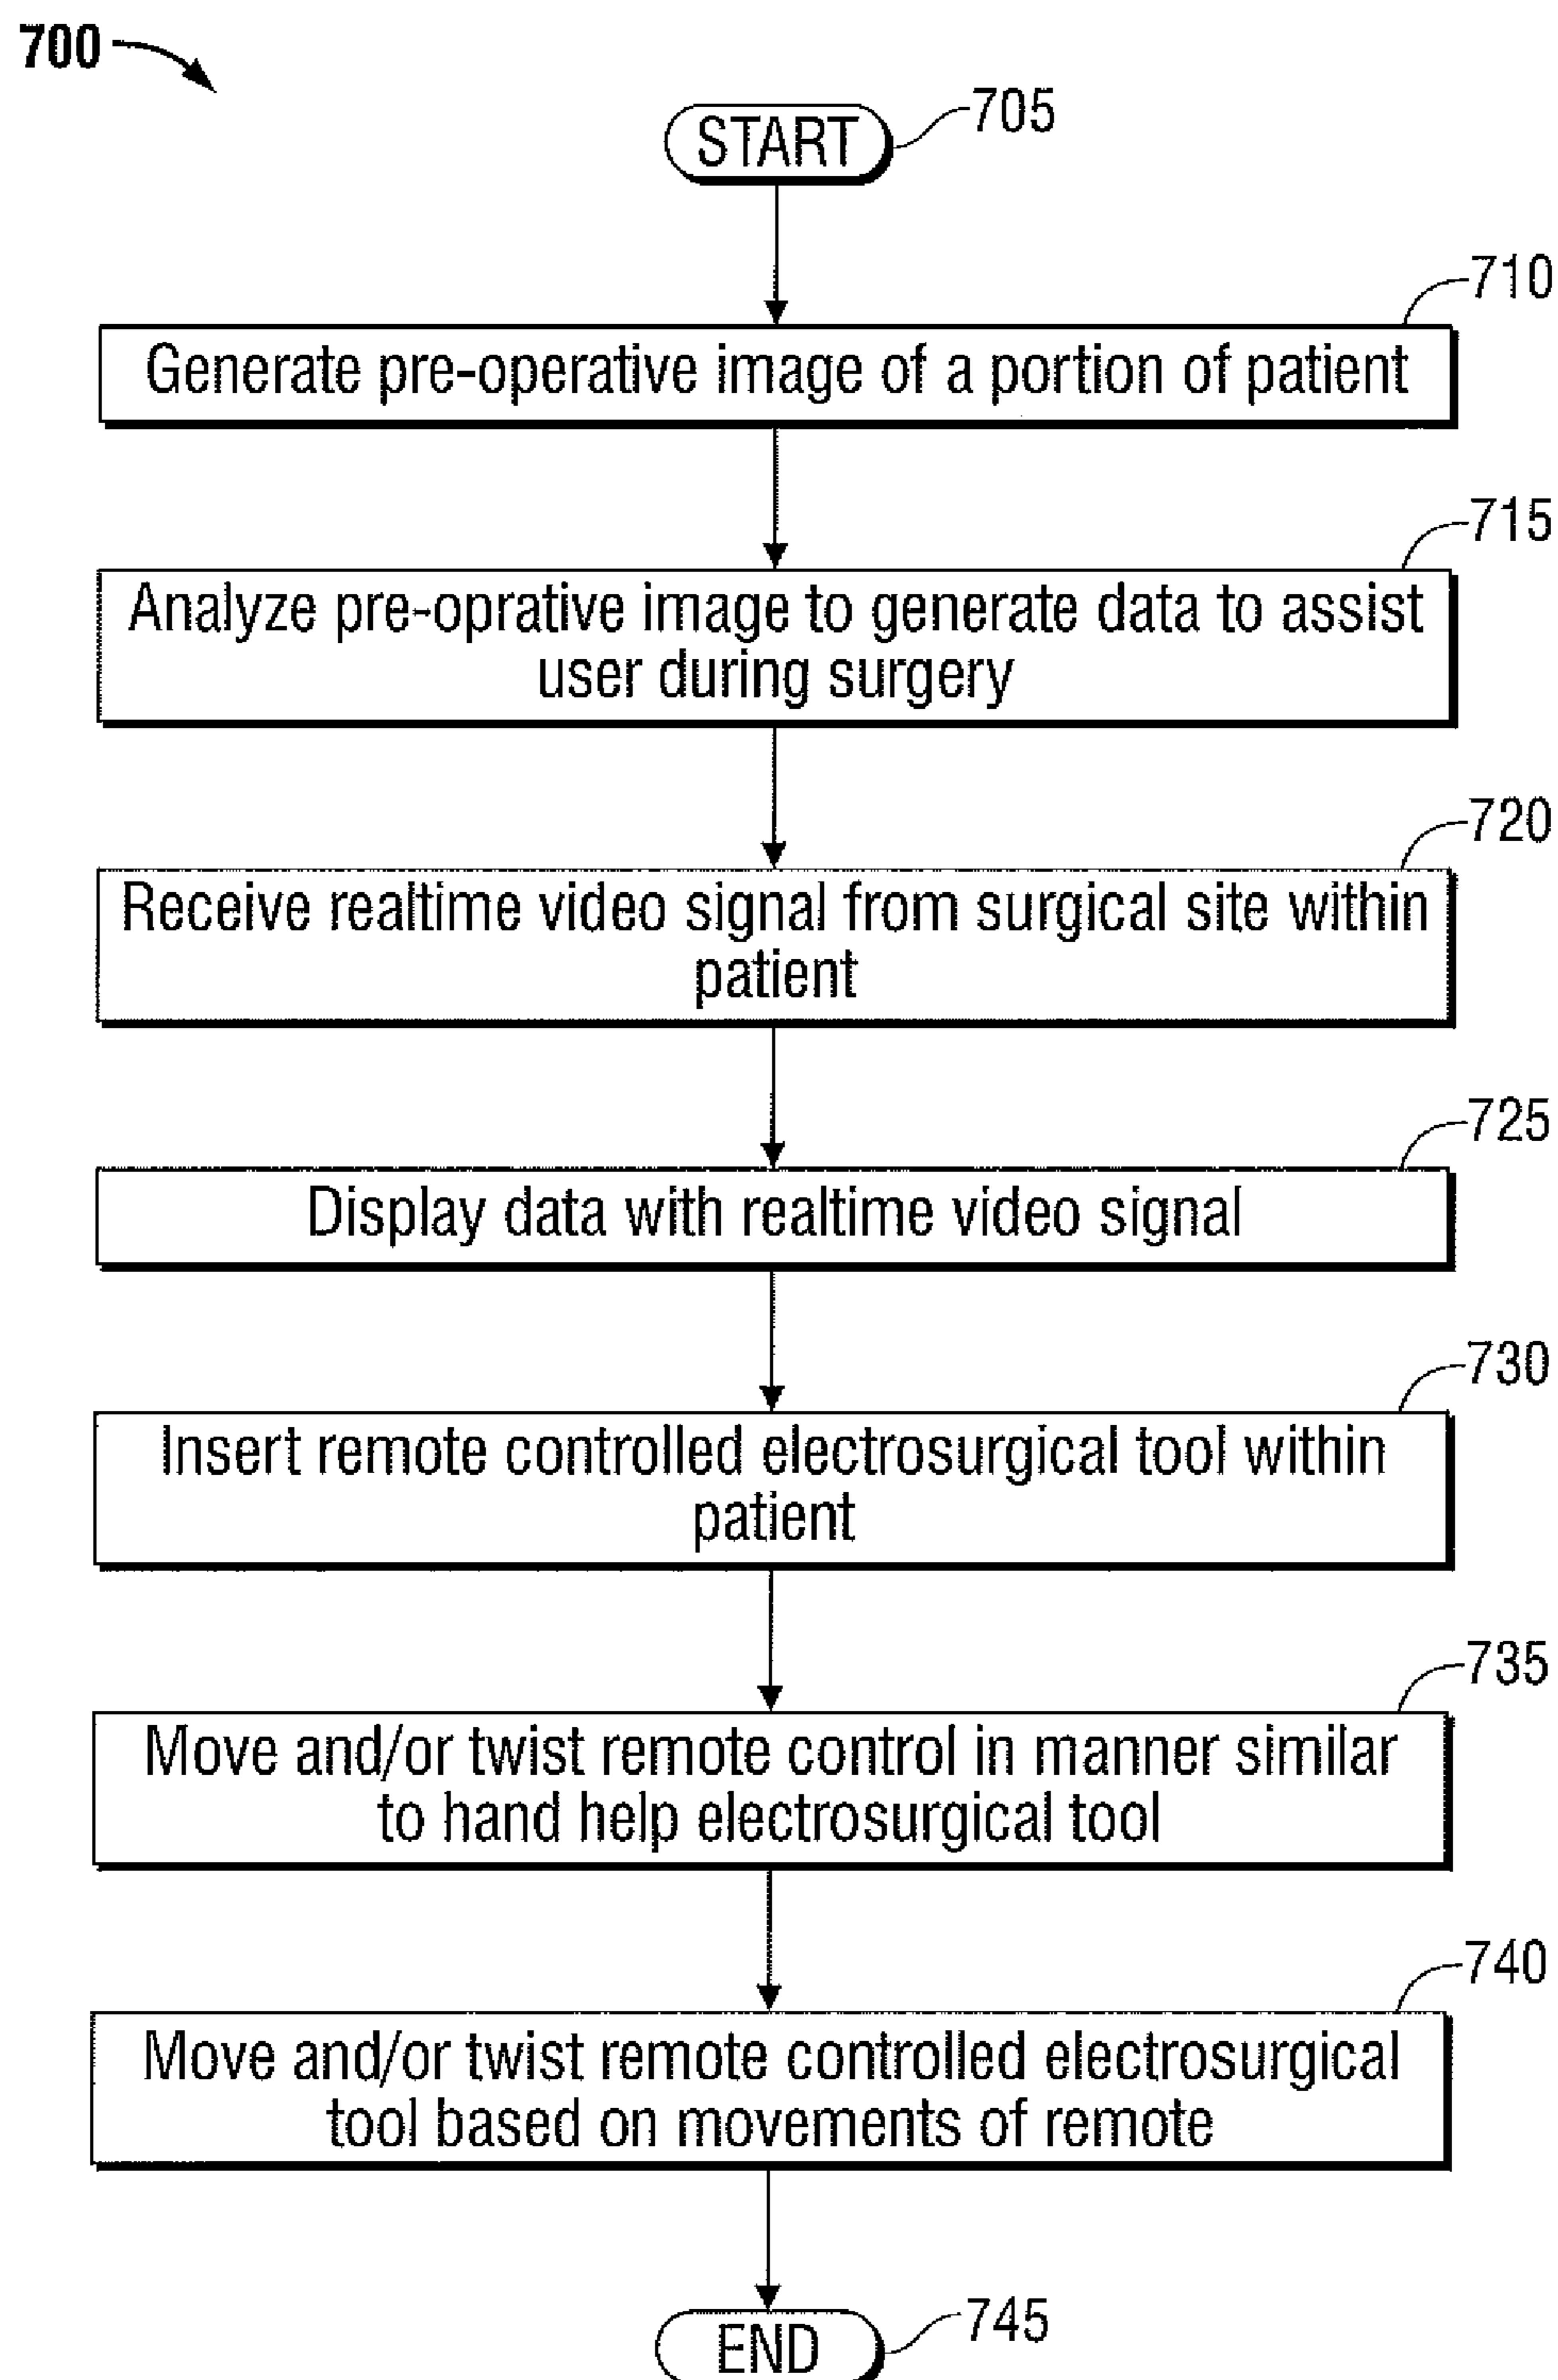 700
START
705
710
Generate pre-operative image of a portion of patient
715
Analyze pre-oprative image to generate data to assist
user during surgery
720
Receive realtime video signal from surgical site within
patient
725
Display data with realtime video signal
730
Insert remote controlled electrosurgical tool within
patient
735
Move and/or twist remote control in manner similar
to hand help electrosurgical tool
740
Move and/or twist remote controlled electrosurgical
tool based on movements of remote
END
745